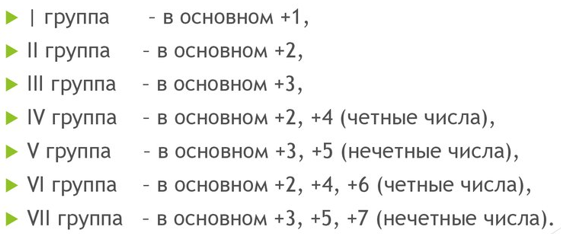 | группа - в основном +1,
II группа - в основном +2,
III группа - в основном +3,
IV группа - в основном +2, +4 (четные числа),
V группа - в основном +3, +5 (нечетные числа),
VI группа - в основном +2, +4, +6 (четные числа),
VII группа - в основном +3, +5, +7 (нечетные числа).